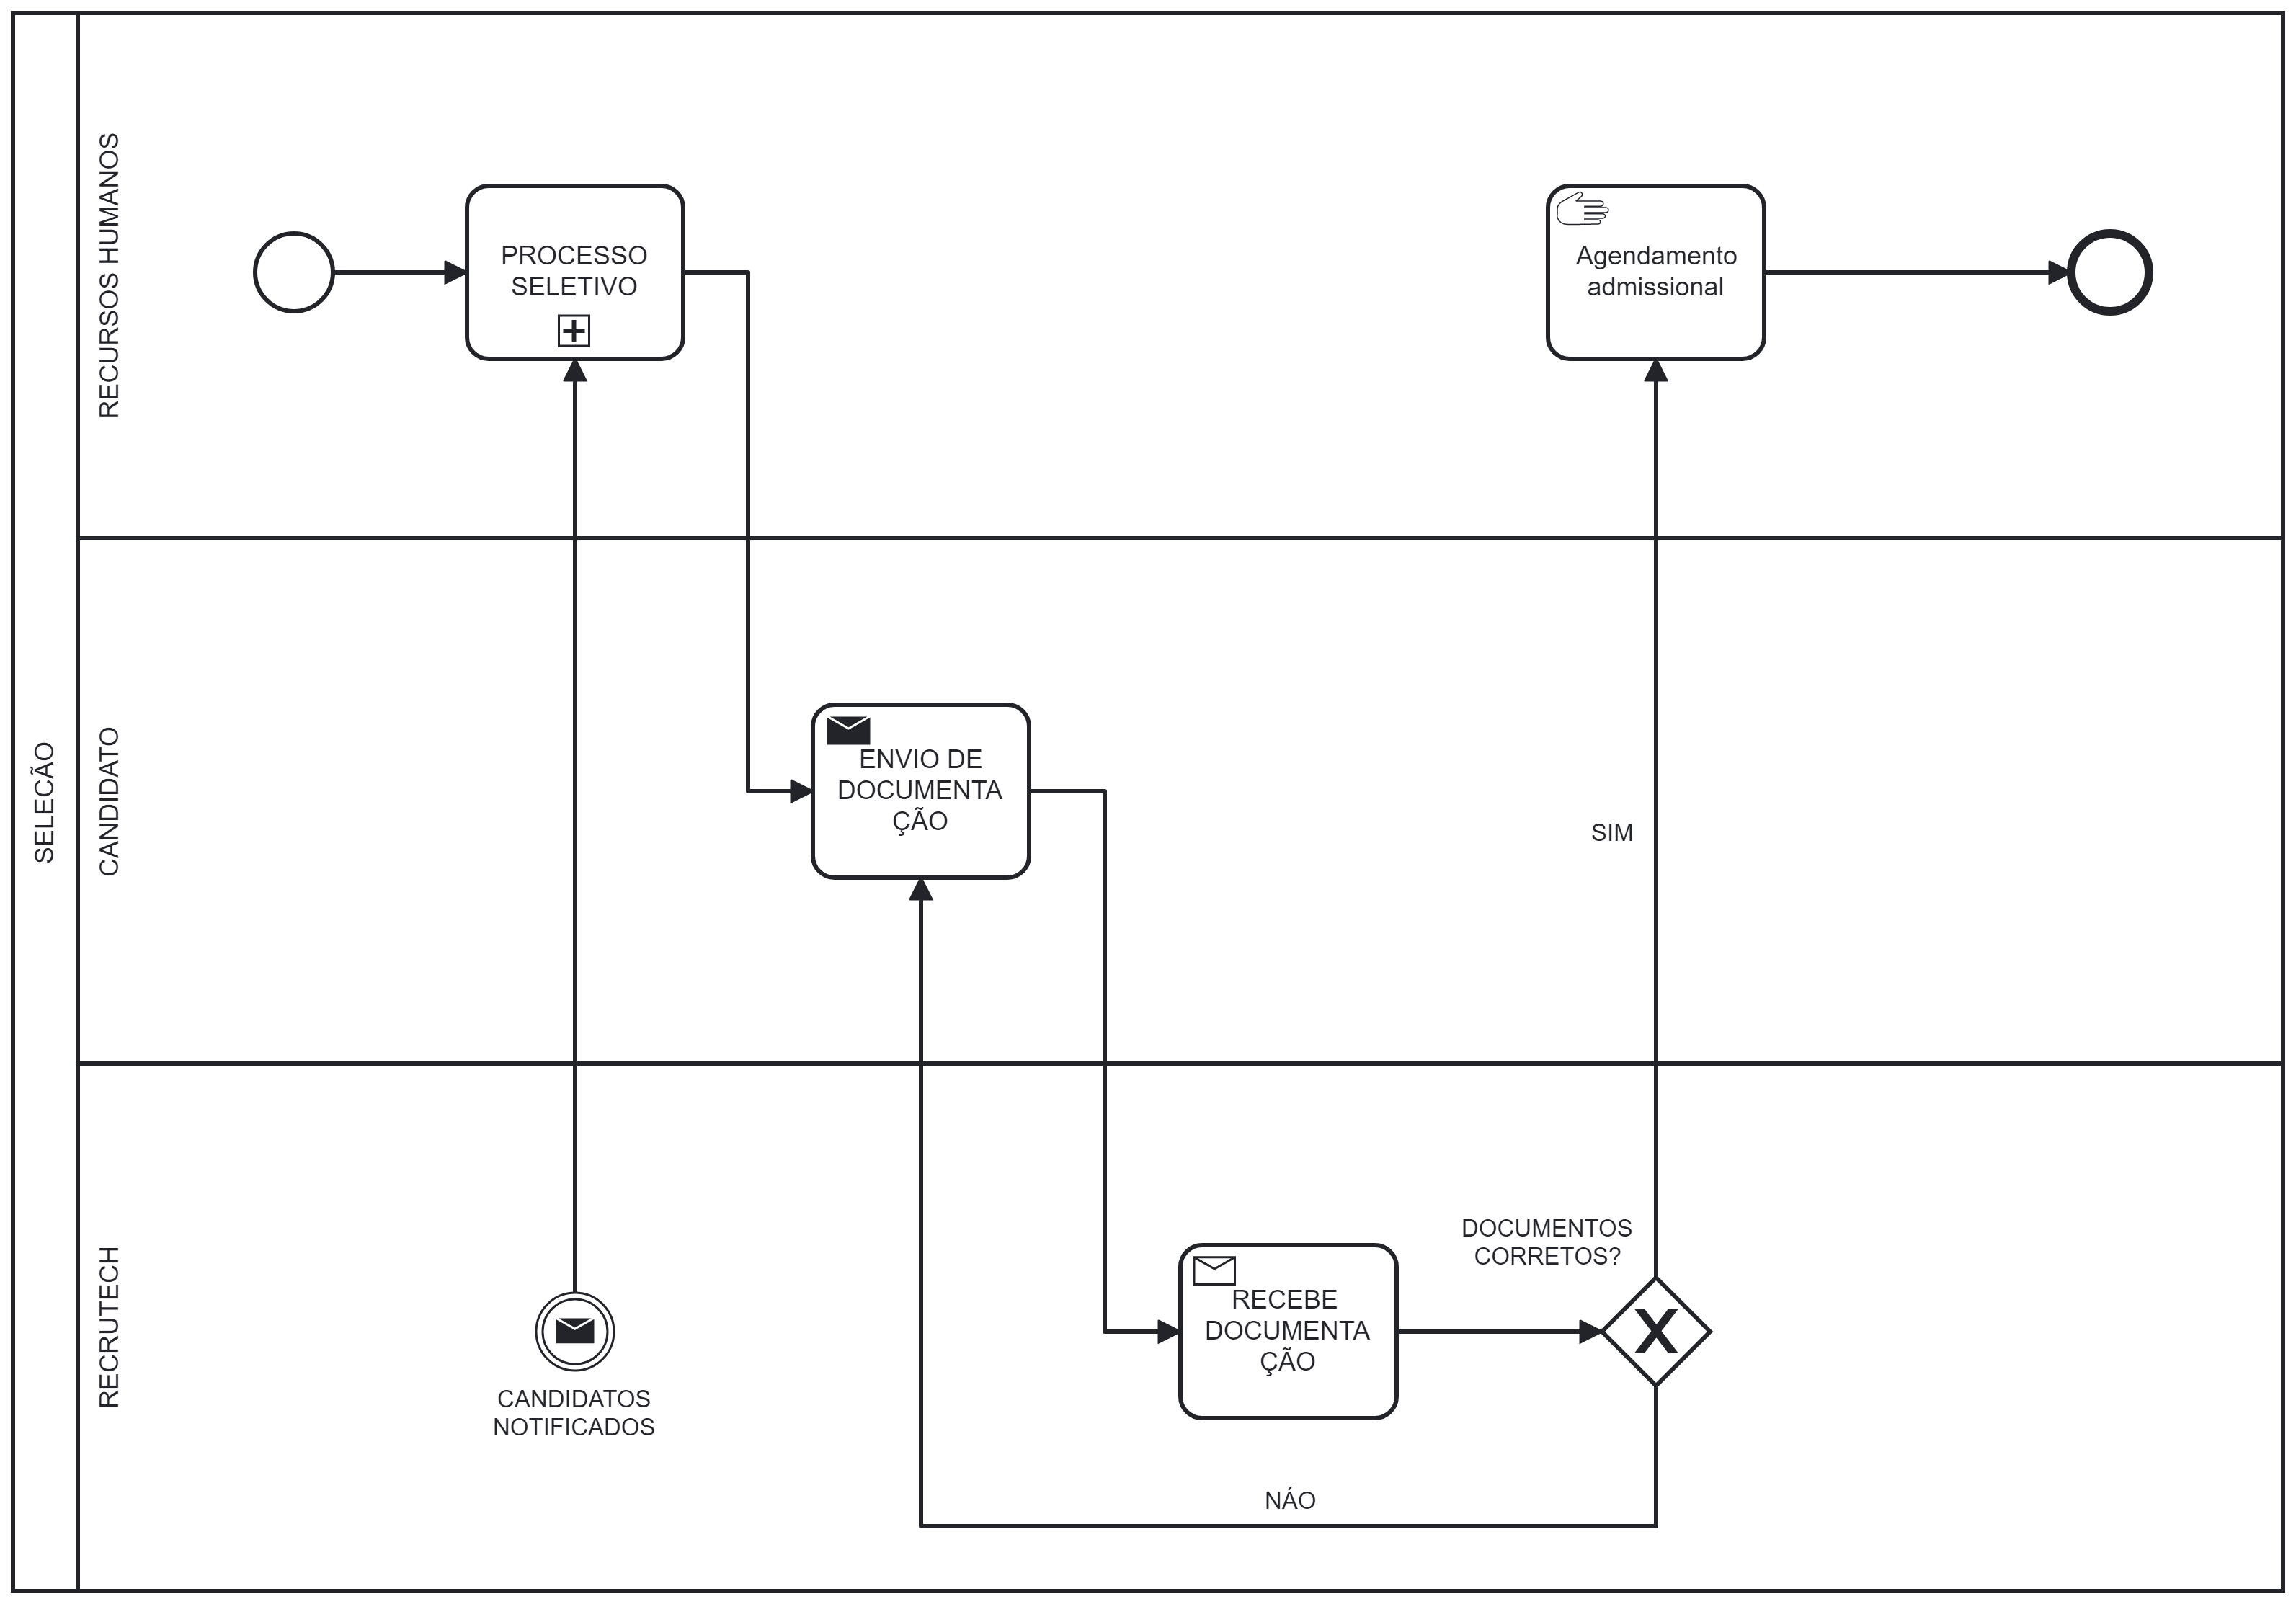 SELECÃO
RECURSOS HUMANOS
PROCESSO
SELETIVO
Agendamento
admissional
CANDIDATO
ENVIO DE
DOCUMENTA
ÇÃO
SIM
RECRUTECH
CANDIDATOS
NOTIFICADOS
RECEBE
DOCUMENTA
ÇÃO
DOCUMENTOS
CORRETOS?
X
NÁO